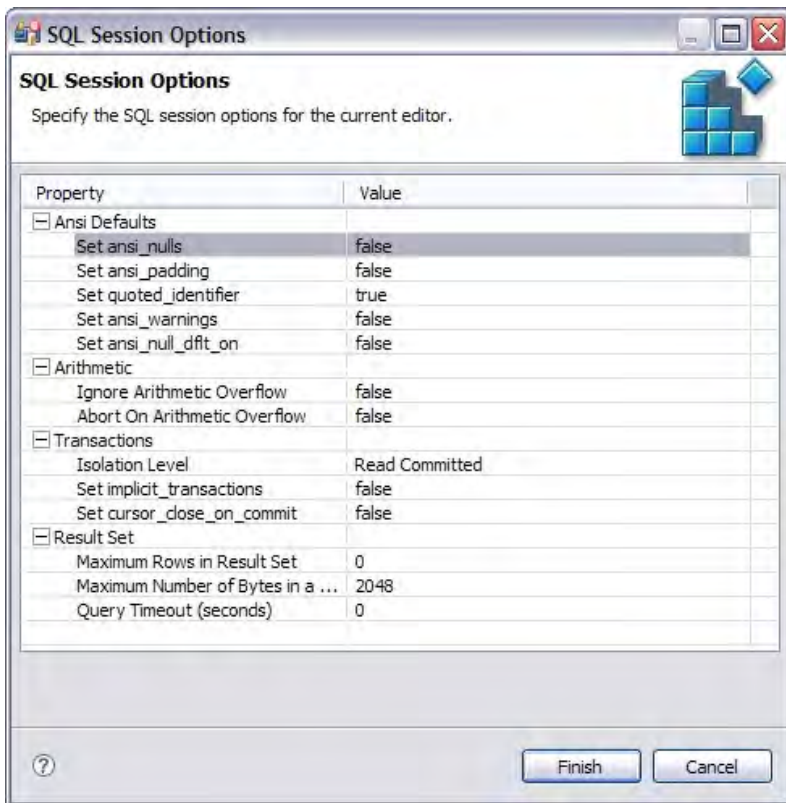 SQL Session Options
SQL Session Options
Specify the SQL session options for the current editor.
Property Value
Ansi Defaults
Set ansi_nulls false
Set ansi_padding false
Set quoted_identifier true
Set ansi_warnings false
Set ansi_null_dflt_on false
Arithmetic
Ignore Arithmetic Overflow false
Abort On Arithmetic Overflow false
Transactions
Isolation Level Read Committed
Set implicit_transactions false
Set cursor_close_on_commit false
Result Set
Maximum Rows in Result Set 0
Maximum Number of Bytes in a ... 2048
Query Timeout (seconds) 0
? Finish Cancel